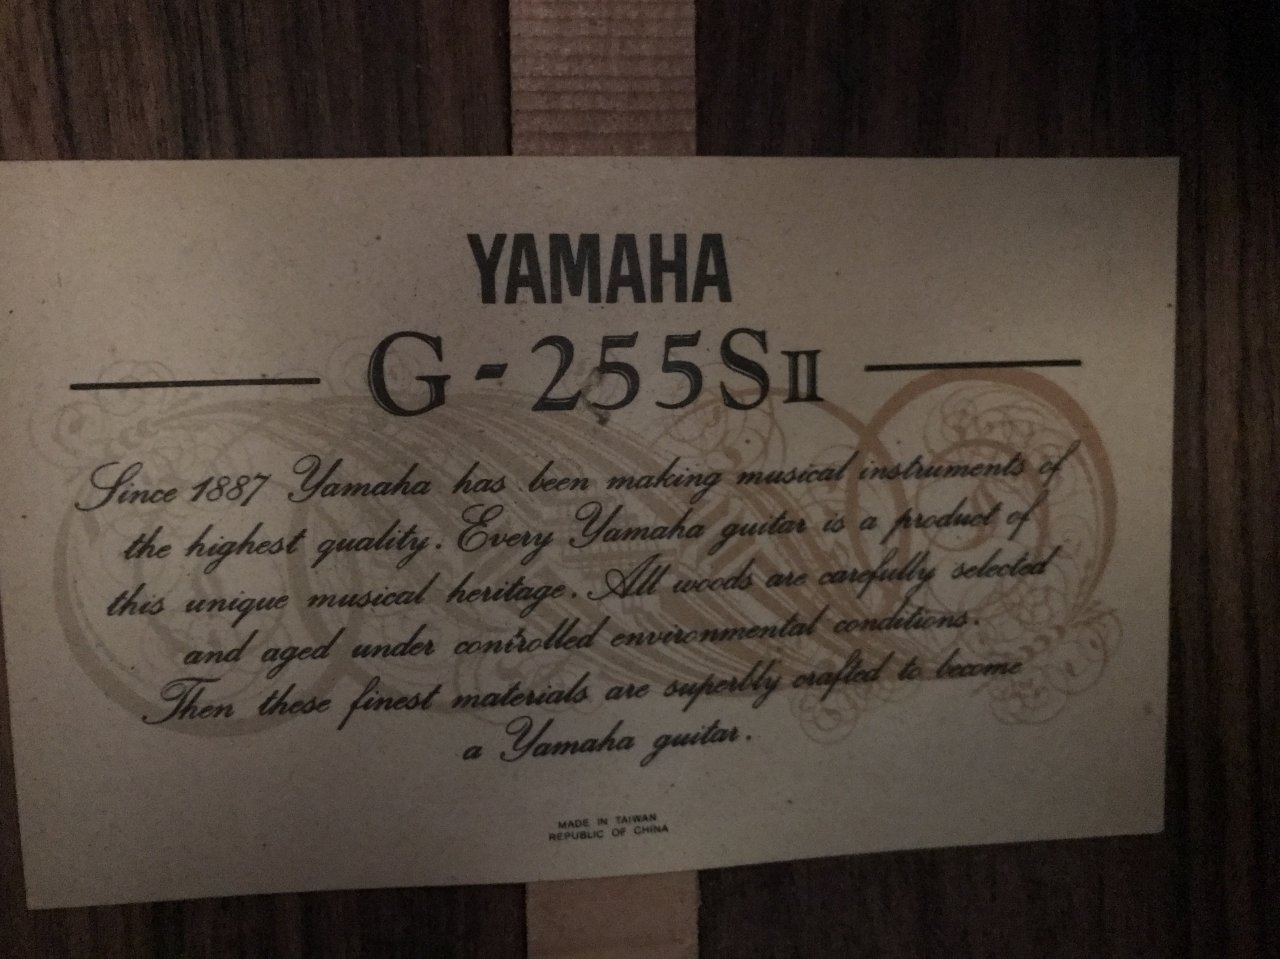 YAMAHA
G-255SII
Since 1887 Yamaha has been making musical instruments of
the highest quality. Every Yamaha guitar is a product of
this unique musical heritage. All woods are carefully selected
and aged under controlled environmental conditions.
Then these finest materials are superbly crafted to become
a Yamaha guitar.
MADE IN TAIWAN
REPUBLIC OF CHINA